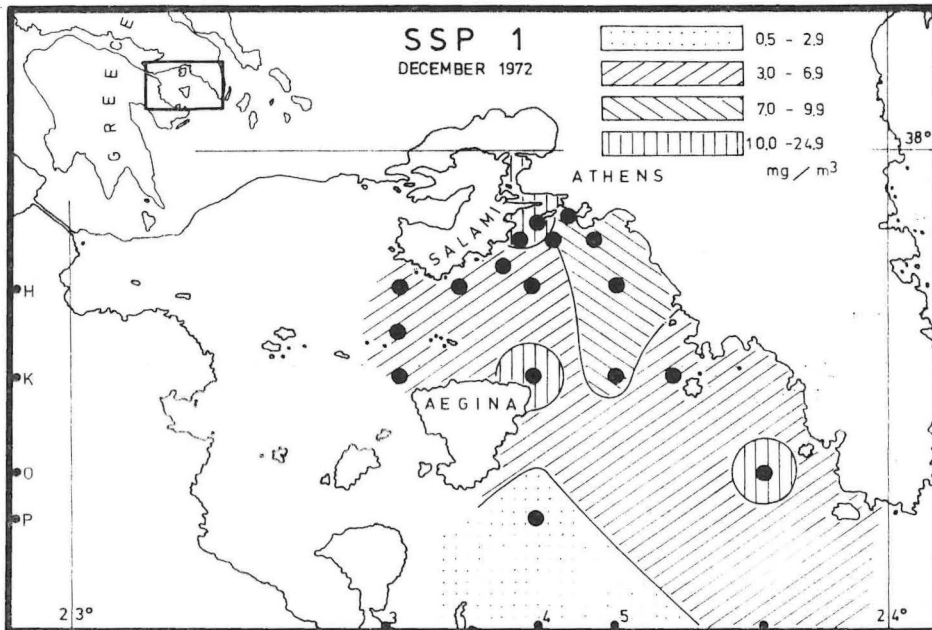 GREECE
SSP 1
DECEMBER 1972
0.5 - 2.9
3.0 - 6.9
7.0 - 9.9
10.0 - 24.9
mg / m³
38°
ATHENS
SALAMI
H
K
AEGINA
O
P
23°
3
4
5
24°